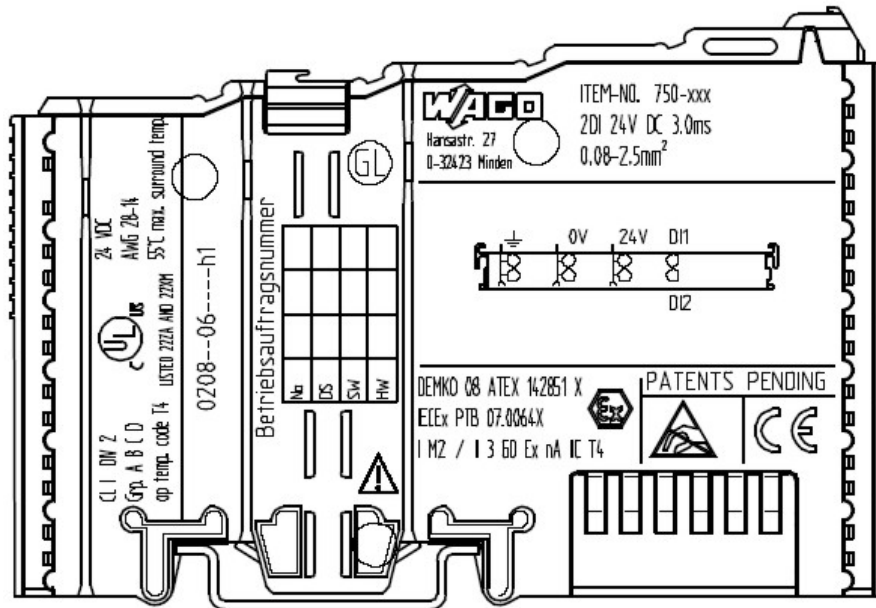 WAGO
Hansastr. 27
D-32423 Minden
ITEM-NO. 750-xxx
2DI 24V DC 3.0ms
0,08-2.5mm²
0V 24V DI1
DI2
DEMKO 08 ATEX 142851 X
IECEx PTB 07.0064X
I M2 / II 3 GD Ex nA IIC T4
Ex
PATENTS PENDING
CE
GL
Betriebsauftragsnummer
No
DS
SW
HW
0208--06----h1
24 VDC
AWG 28-14
55°C max. surround temp.
c UL US
LISTED 22ZA AND 22XM
CL I DIV 2
Grp. A B C D
op temp. code T4